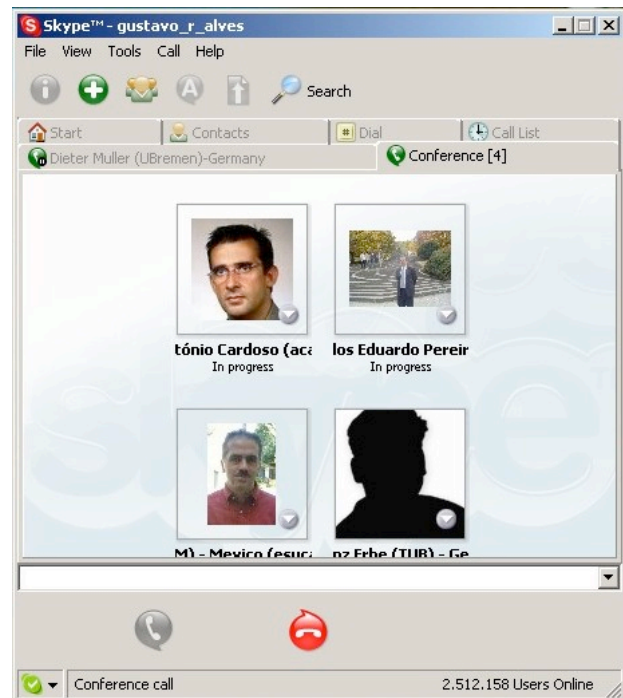 Skype™ - gustavo_r_alves
File View Tools Call Help
Search
Start Contacts Dial Call List
Dieter Muller (UBremen)-Germany Conference [4]
tónio Cardoso (aca los Eduardo Pereir
In progress In progress
M) - Mexico (esuca nz Erbe (TUB) - Ge
Conference call 2.512.158 Users Online